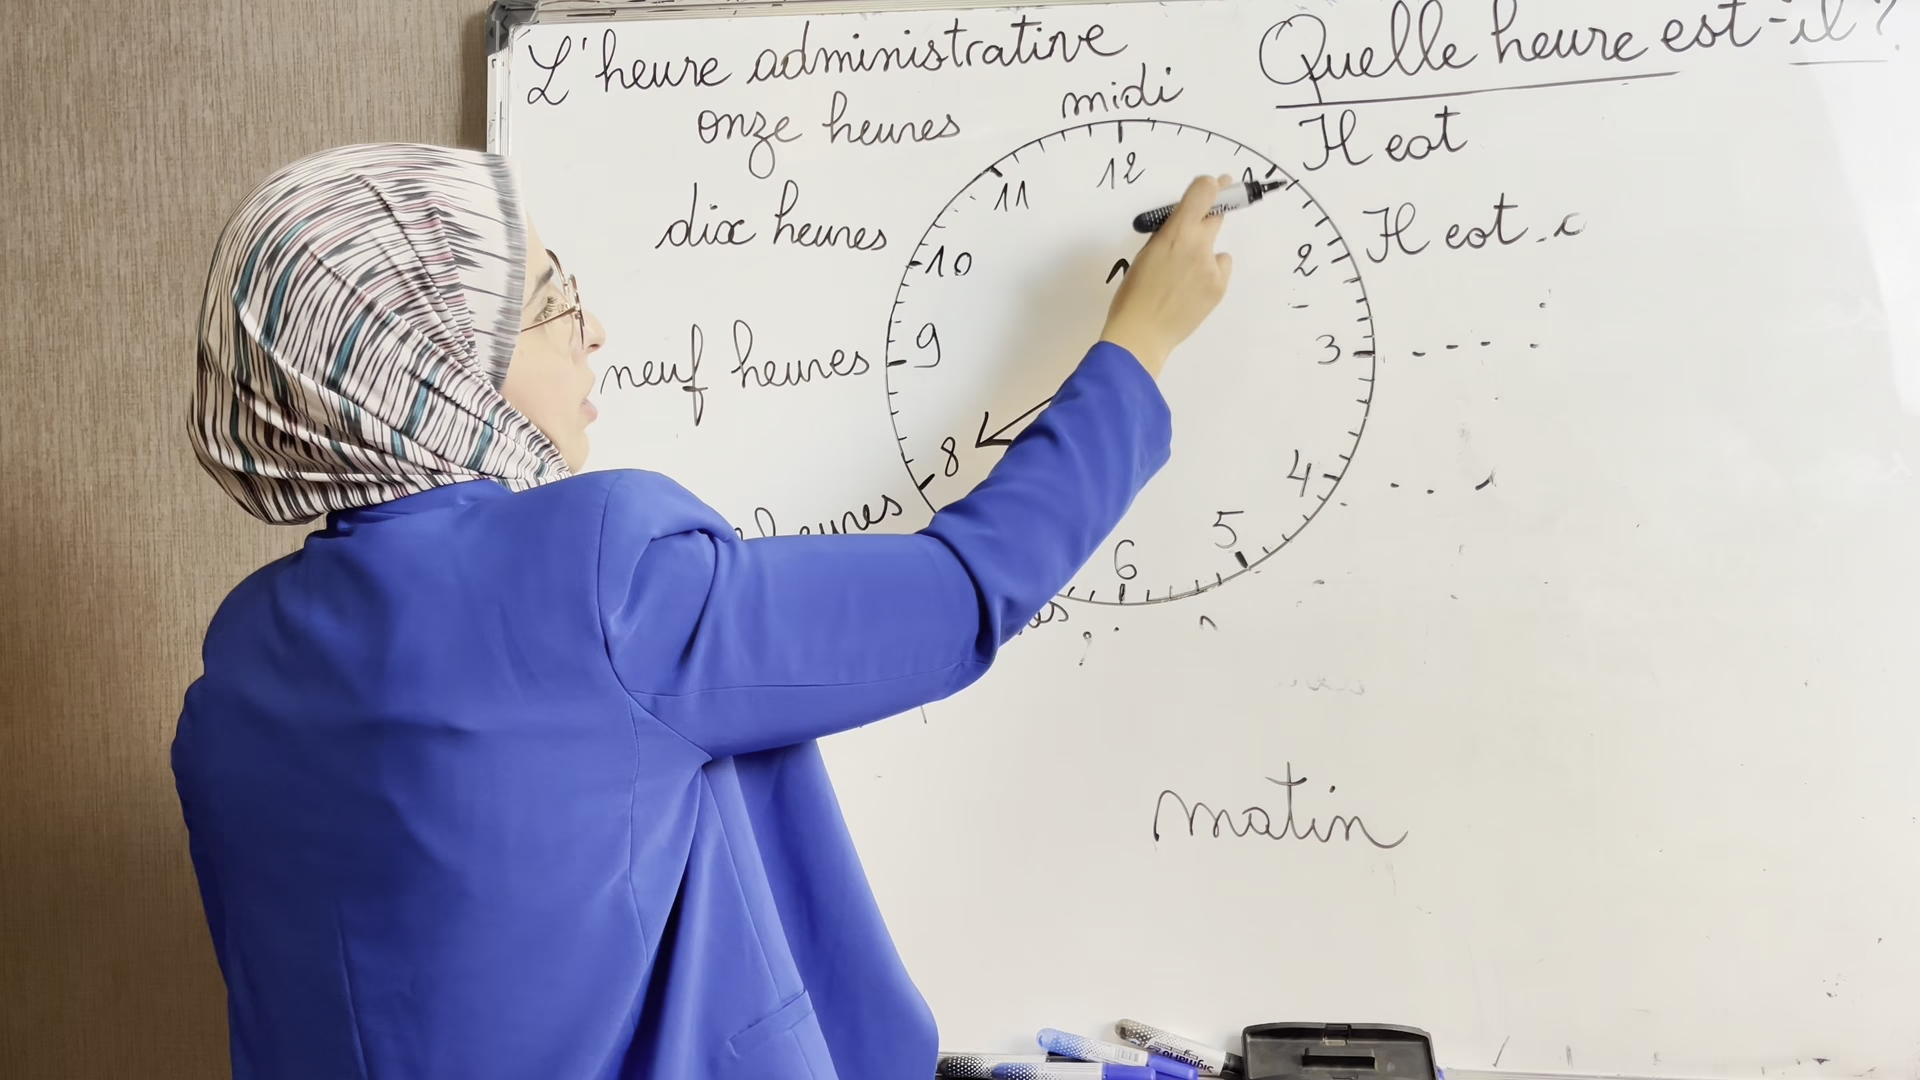 L'heure administrative
Quelle heure est-il ?
midi
onze heures
Il est
dix heures
Il est
neuf heures
heures
12
11
10
9
8
6
5
4
3
2
matin